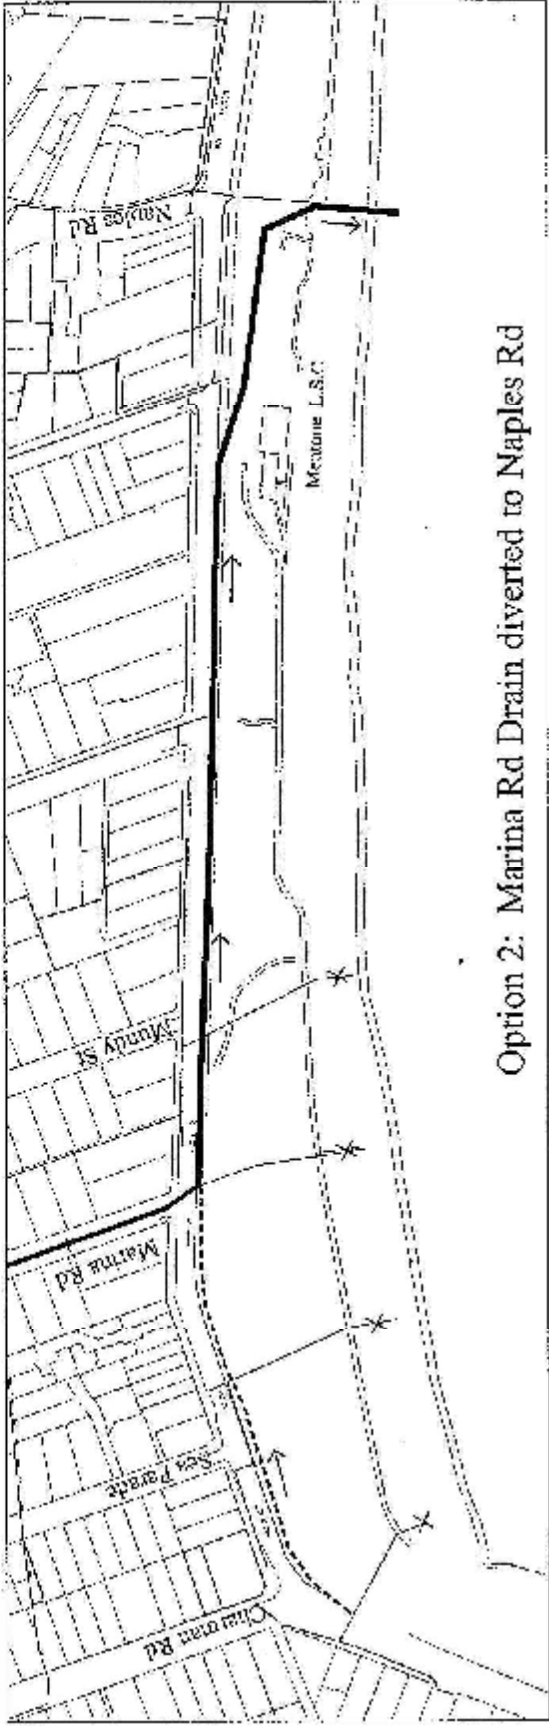 Naples Rd
Mentone L.S.C.
Mundy St
Marina Rd
Sea Parade
Charman Rd
Option 2: Marina Rd Drain diverted to Naples Rd